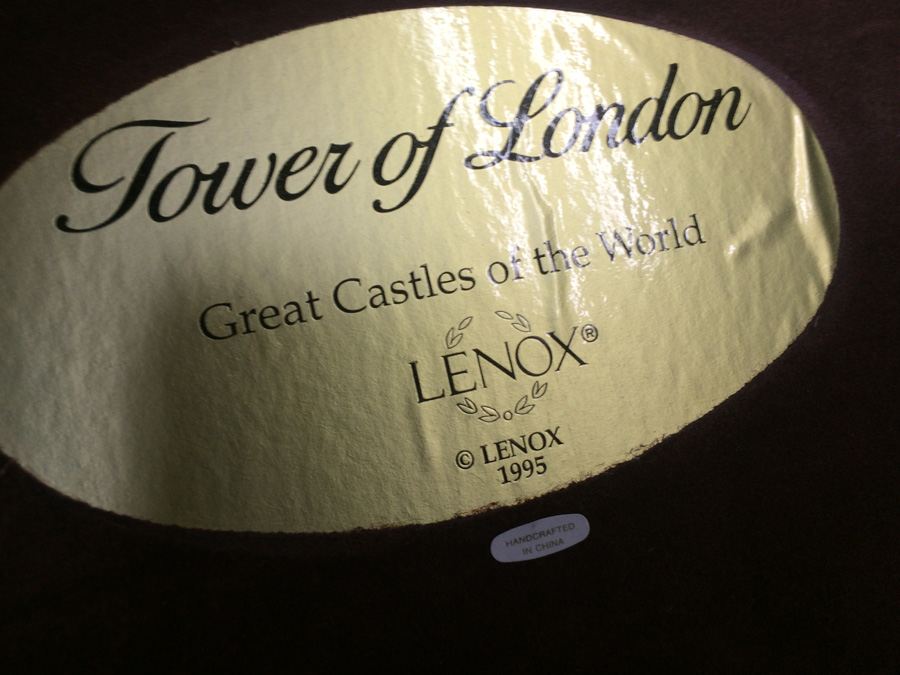 Tower of London
Great Castles of the World
LENOX®
© LENOX
1995
HANDCRAFTED
IN CHINA